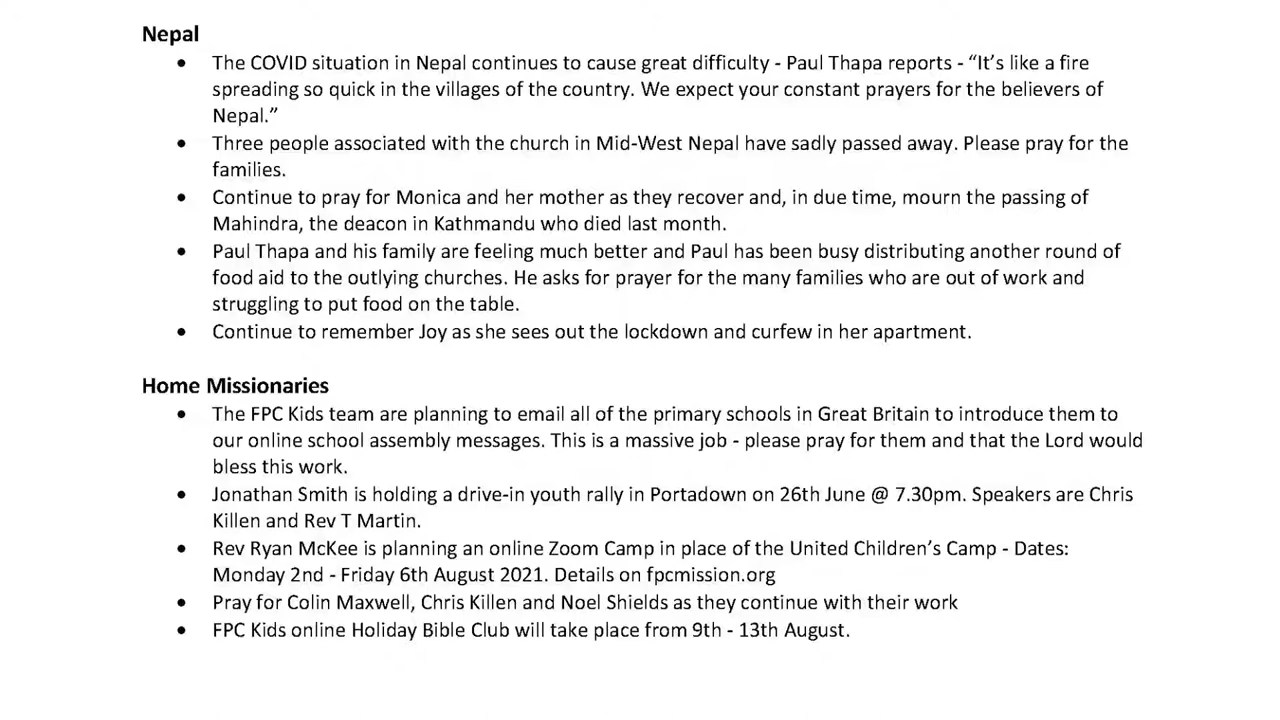 Nepal
• The COVID situation in Nepal continues to cause great difficulty - Paul Thapa reports - “It’s like a fire
spreading so quick in the villages of the country. We expect your constant prayers for the believers of
Nepal.”
• Three people associated with the church in Mid-West Nepal have sadly passed away. Please pray for the
families.
• Continue to pray for Monica and her mother as they recover and, in due time, mourn the passing of
Mahindra, the deacon in Kathmandu who died last month.
• Paul Thapa and his family are feeling much better and Paul has been busy distributing another round of
food aid to the outlying churches. He asks for prayer for the many families who are out of work and
struggling to put food on the table.
• Continue to remember Joy as she sees out the lockdown and curfew in her apartment.
Home Missionaries
• The FPC Kids team are planning to email all of the primary schools in Great Britain to introduce them to
our online school assembly messages. This is a massive job - please pray for them and that the Lord would
bless this work.
• Jonathan Smith is holding a drive-in youth rally in Portadown on 26th June @ 7.30pm. Speakers are Chris
Killen and Rev T Martin.
• Rev Ryan McKee is planning an online Zoom Camp in place of the United Children’s Camp - Dates:
Monday 2nd - Friday 6th August 2021. Details on fpcmission.org
• Pray for Colin Maxwell, Chris Killen and Noel Shields as they continue with their work
• FPC Kids online Holiday Bible Club will take place from 9th - 13th August.